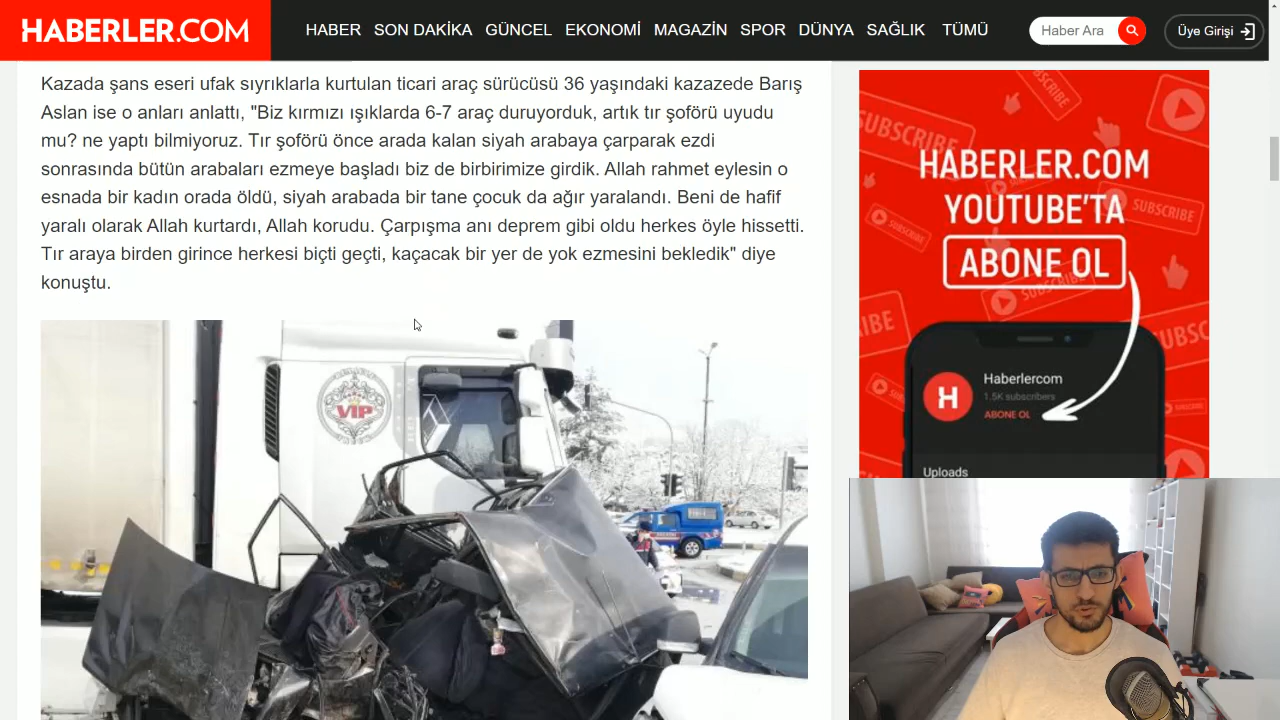 HABERLER.COM
HABER SON DAKİKA GÜNCEL EKONOMİ MAGAZİN SPOR DÜNYA SAĞLIK TÜMÜ
Haber Ara
Üye Girişi
Kazada şans eseri ufak sıyrıklarla kurtulan ticari araç sürücüsü 36 yaşındaki kazazede Barış
Aslan ise o anları anlattı, "Biz kırmızı ışıklarda 6-7 araç duruyorduk, artık tır şoförü uyudu
mu? ne yaptı bilmiyoruz. Tır şoförü önce arada kalan siyah arabaya çarparak ezdi
sonrasında bütün arabaları ezmeye başladı biz de birbirimize girdik. Allah rahmet eylesin o
esnada bir kadın orada öldü, siyah arabada bir tane çocuk da ağır yaralandı. Beni de hafif
yaralı olarak Allah kurtardı, Allah korudu. Çarpışma anı deprem gibi oldu herkes öyle hissetti.
Tır araya birden girince herkesi biçti geçti, kaçacak bir yer de yok ezmesini bekledik" diye
konuştu.
VIP
SUBSCRIBE
HABERLER.COM
YOUTUBE'TA
ABONE OL
SUBSCRIBE
SUBSCRIBE
H
Haberlercom
1.5K subscribers
ABONE OL
Uploads